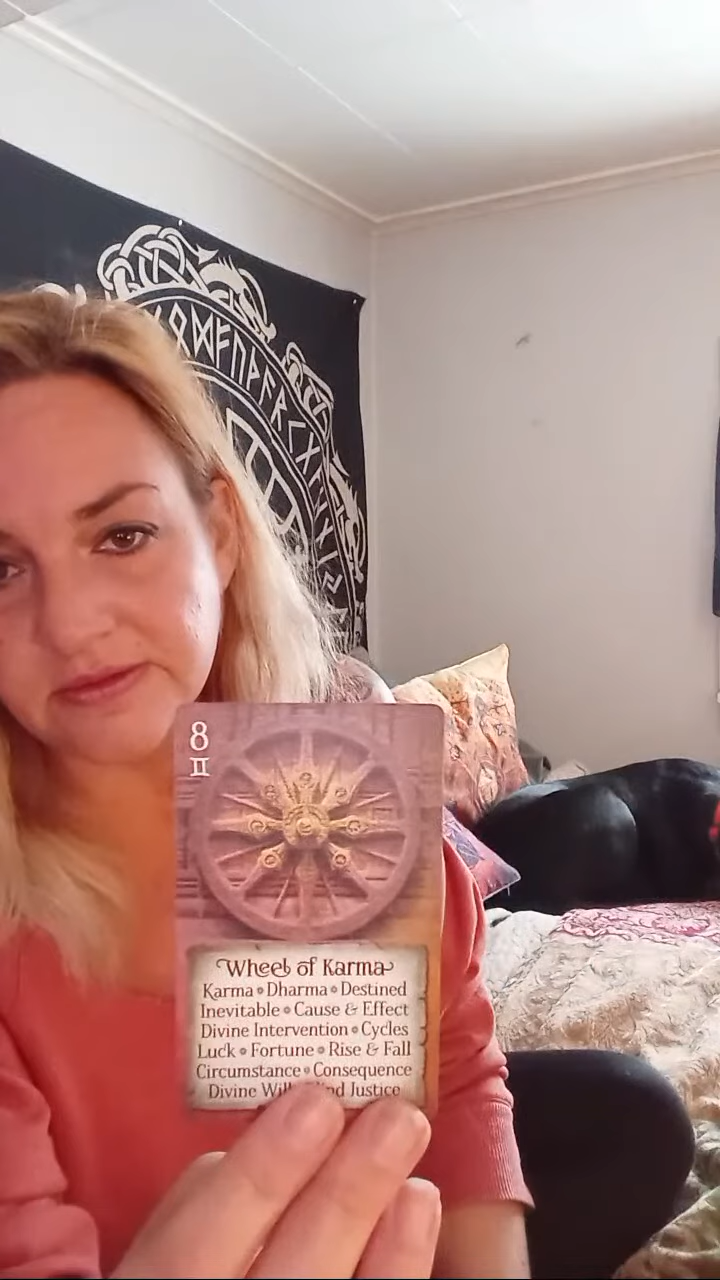 8
♊
Wheel of Karma
Karma • Dharma • Destined
Inevitable • Cause & Effect
Divine Intervention • Cycles
Luck • Fortune • Rise & Fall
Circumstance • Consequence
Divine Justice